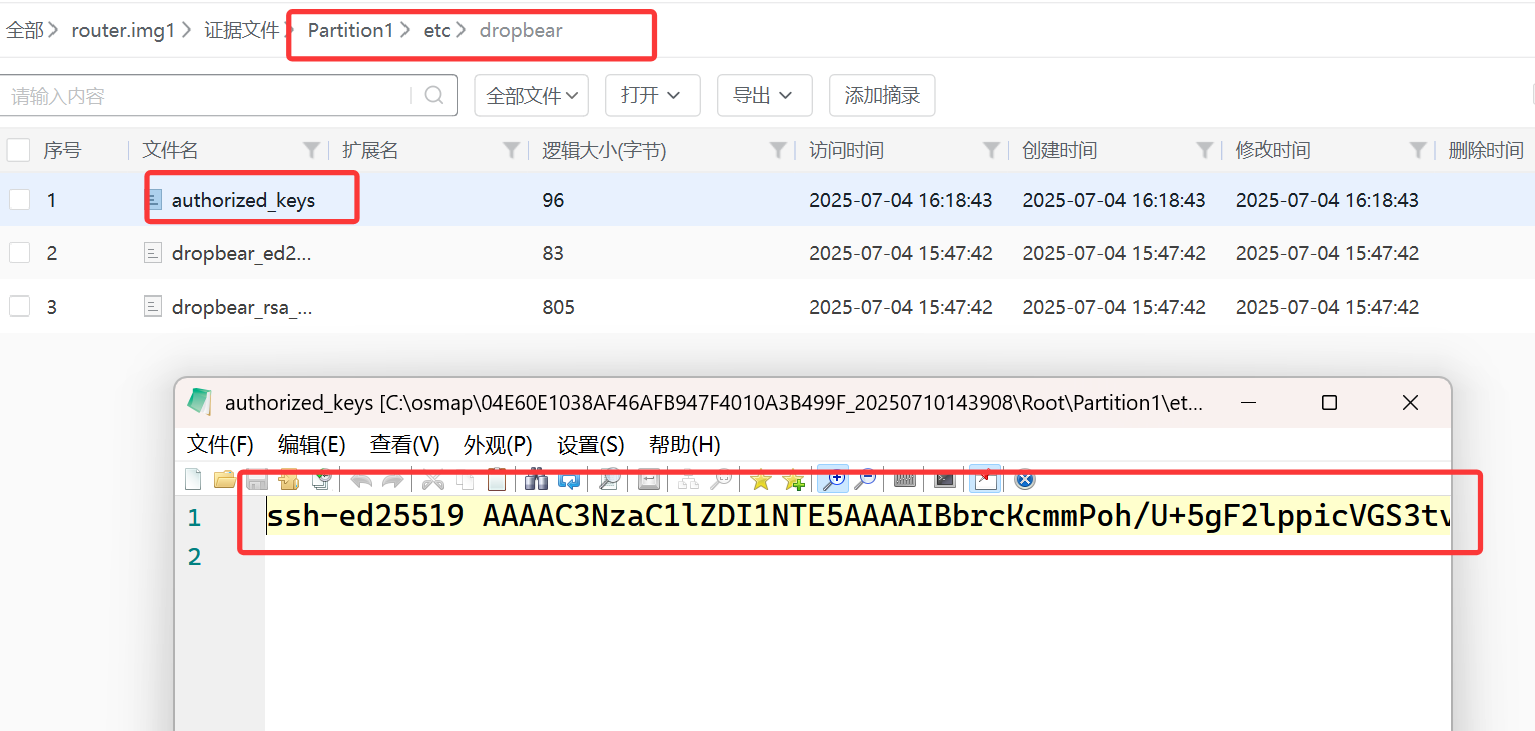 全部 > router.img1 > 证据文件 > Partition1 > etc > dropbear
请输入内容 全部文件 打开 导出 添加摘录
序号 文件名 扩展名 逻辑大小(字节) 访问时间 创建时间 修改时间 删除时间
1 authorized_keys 96 2025-07-04 16:18:43 2025-07-04 16:18:43 2025-07-04 16:18:43
2 dropbear_ed2... 83 2025-07-04 15:47:42 2025-07-04 15:47:42 2025-07-04 15:47:42
3 dropbear_rsa_... 805 2025-07-04 15:47:42 2025-07-04 15:47:42 2025-07-04 15:47:42
authorized_keys [C:\osmap\04E60E1038AF46AFB947F4010A3B499F_20250710143908\Root\Partition1\et...
文件(F) 编辑(E) 查看(V) 外观(P) 设置(S) 帮助(H)
1 ssh-ed25519 AAAAC3NzaC1lZDI1NTE5AAAAIBbrcKcmmPoh/U+5gF2lppicVGS3tv
2